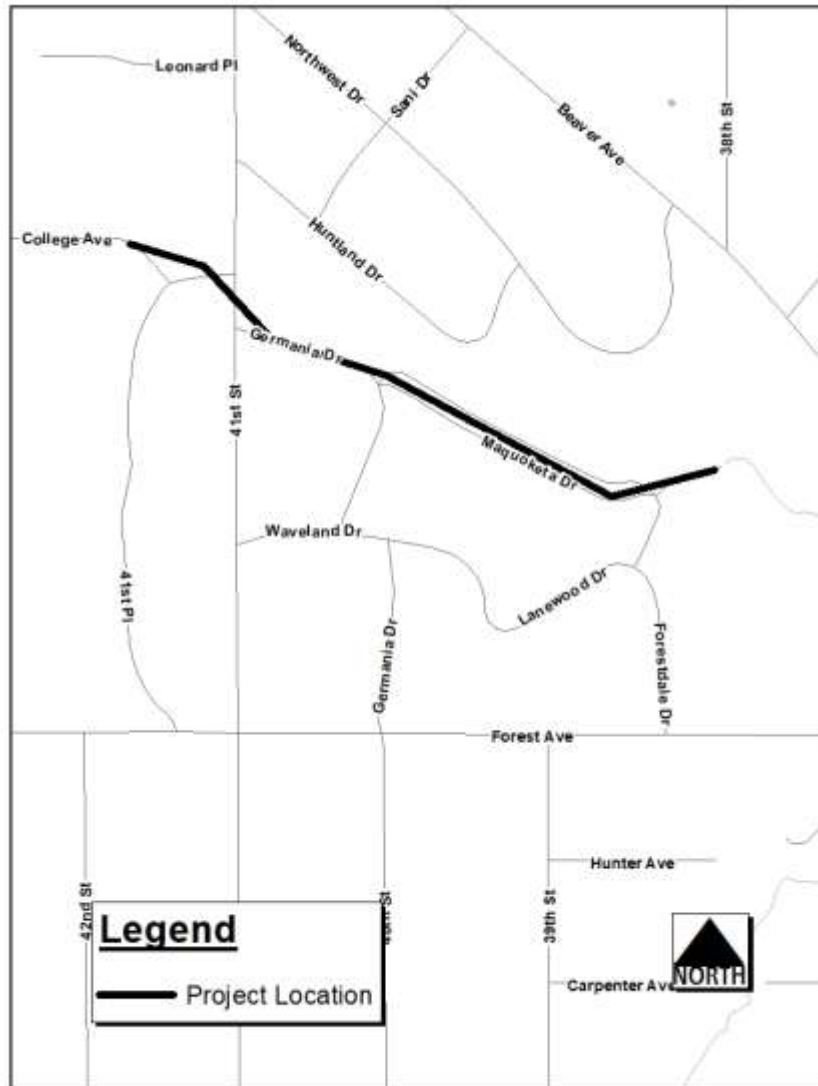 Leonard Pl
Northwest Dr
Sani Dr
Beaver Ave
38th St
College Ave
Huntland Dr
Germania Dr
41st St
Maquoketa Dr
Waveland Dr
41st Pl
Lanewood Dr
Germania Dr
Forestdale Dr
Forest Ave
Hunter Ave
42nd St
39th St
Legend
Project Location
Carpenter Ave
NORTH